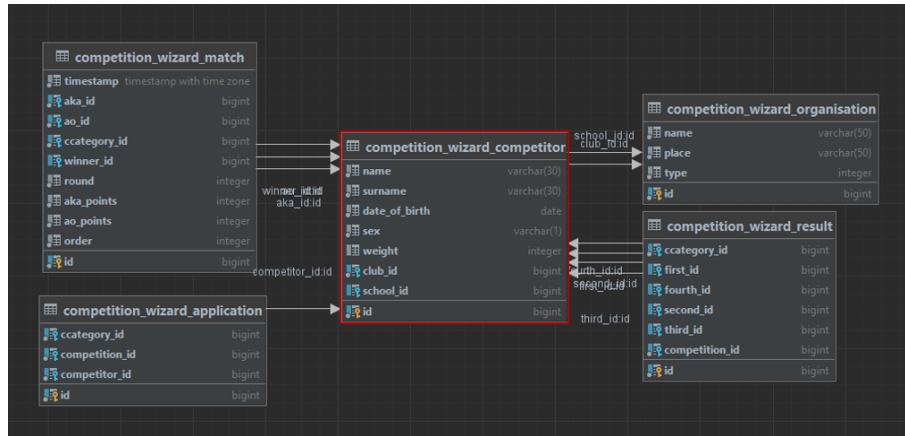 competition_wizard_match
timestamp timestamp with time zone
aka_id bigint
ao_id bigint
ccategory_id bigint
winner_id bigint
round integer
aka_points integer
ao_points integer
order integer
id bigint
aka_id:id
competitor_id:id
competition_wizard_application
ccategory_id bigint
competition_id bigint
competitor_id bigint
id bigint
competition_wizard_competitor
name varchar(30)
surname varchar(30)
date_of_birth date
sex varchar(1)
weight integer
club_id bigint
school_id bigint
id bigint
school_id:id
club_id:id
competition_wizard_organisation
name varchar(50)
place varchar(50)
type integer
id bigint
second_id:id
third_id:id
competition_wizard_result
ccategory_id bigint
first_id bigint
fourth_id bigint
second_id bigint
third_id bigint
competition_id bigint
id bigint